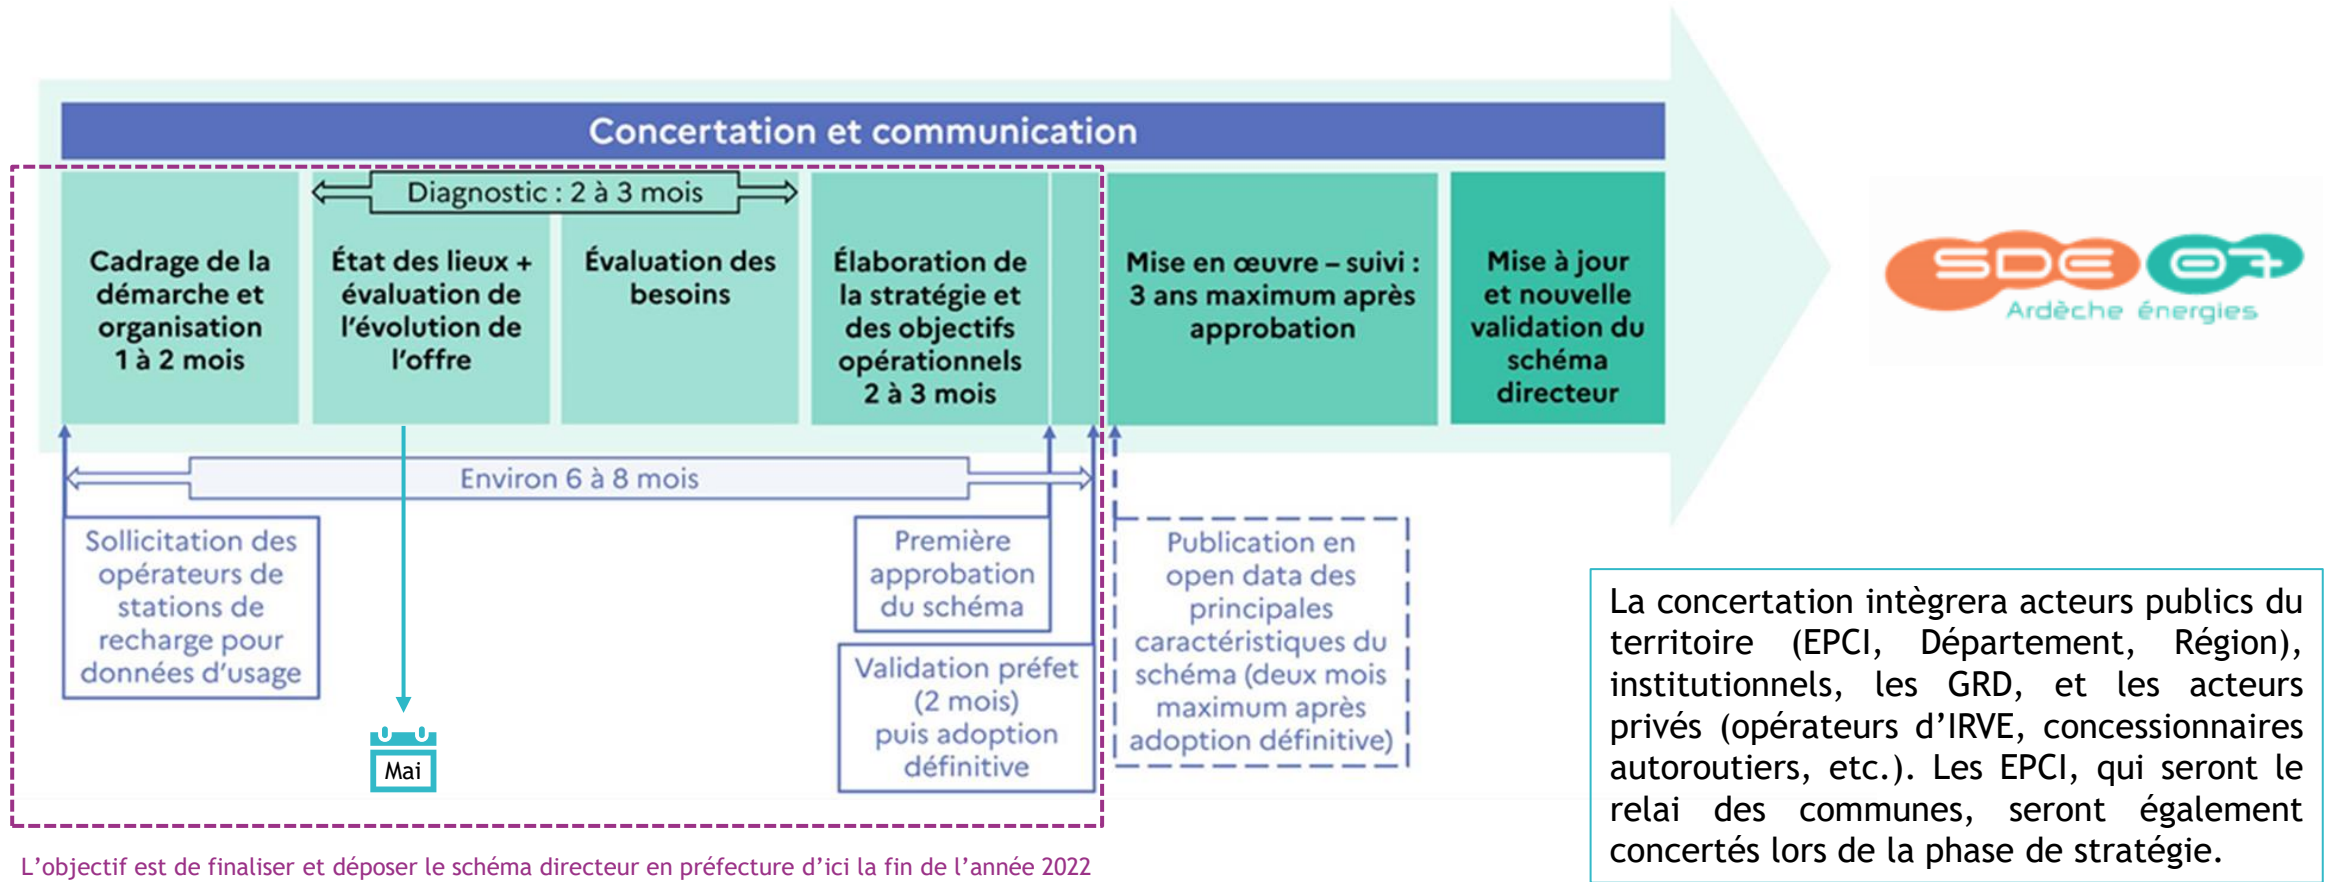 Concertation et communication
Diagnostic : 2 à 3 mois
Cadrage de la
démarche et
organisation
1 à 2 mois
État des lieux +
évaluation de
l'évolution de
l'offre
Évaluation des
besoins
Élaboration de
la stratégie et
des objectifs
opérationnels
2 à 3 mois
Mise en œuvre – suivi :
3 ans maximum après
approbation
Mise à jour
et nouvelle
validation du
schéma
directeur
SDE 07
Ardèche énergies
Environ 6 à 8 mois
Sollicitation des
opérateurs de
stations de
recharge pour
données d'usage
Mai
Première
approbation
du schéma
Validation préfet
(2 mois)
puis adoption
définitive
Publication en
open data des
principales
caractéristiques du
schéma (deux mois
maximum après
adoption définitive)
La concertation intègrera acteurs publics du
territoire (EPCI, Département, Région),
institutionnels, les GRD, et les acteurs
privés (opérateurs d'IRVE, concessionnaires
autoroutiers, etc.). Les EPCI, qui seront le
relai des communes, seront également
concertés lors de la phase de stratégie.
L'objectif est de finaliser et déposer le schéma directeur en préfecture d'ici la fin de l'année 2022